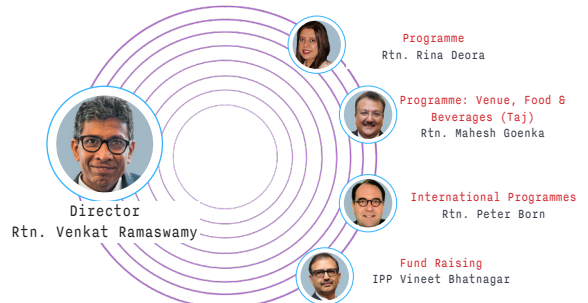 Programme
Rtn. Rina Deora
Programme: Venue, Food &
Beverages (Taj)
Rtn. Mahesh Goenka
International Programmes
Rtn. Peter Born
Director
Rtn. Venkat Ramaswamy
Fund Raising
IPP Vineet Bhatnagar